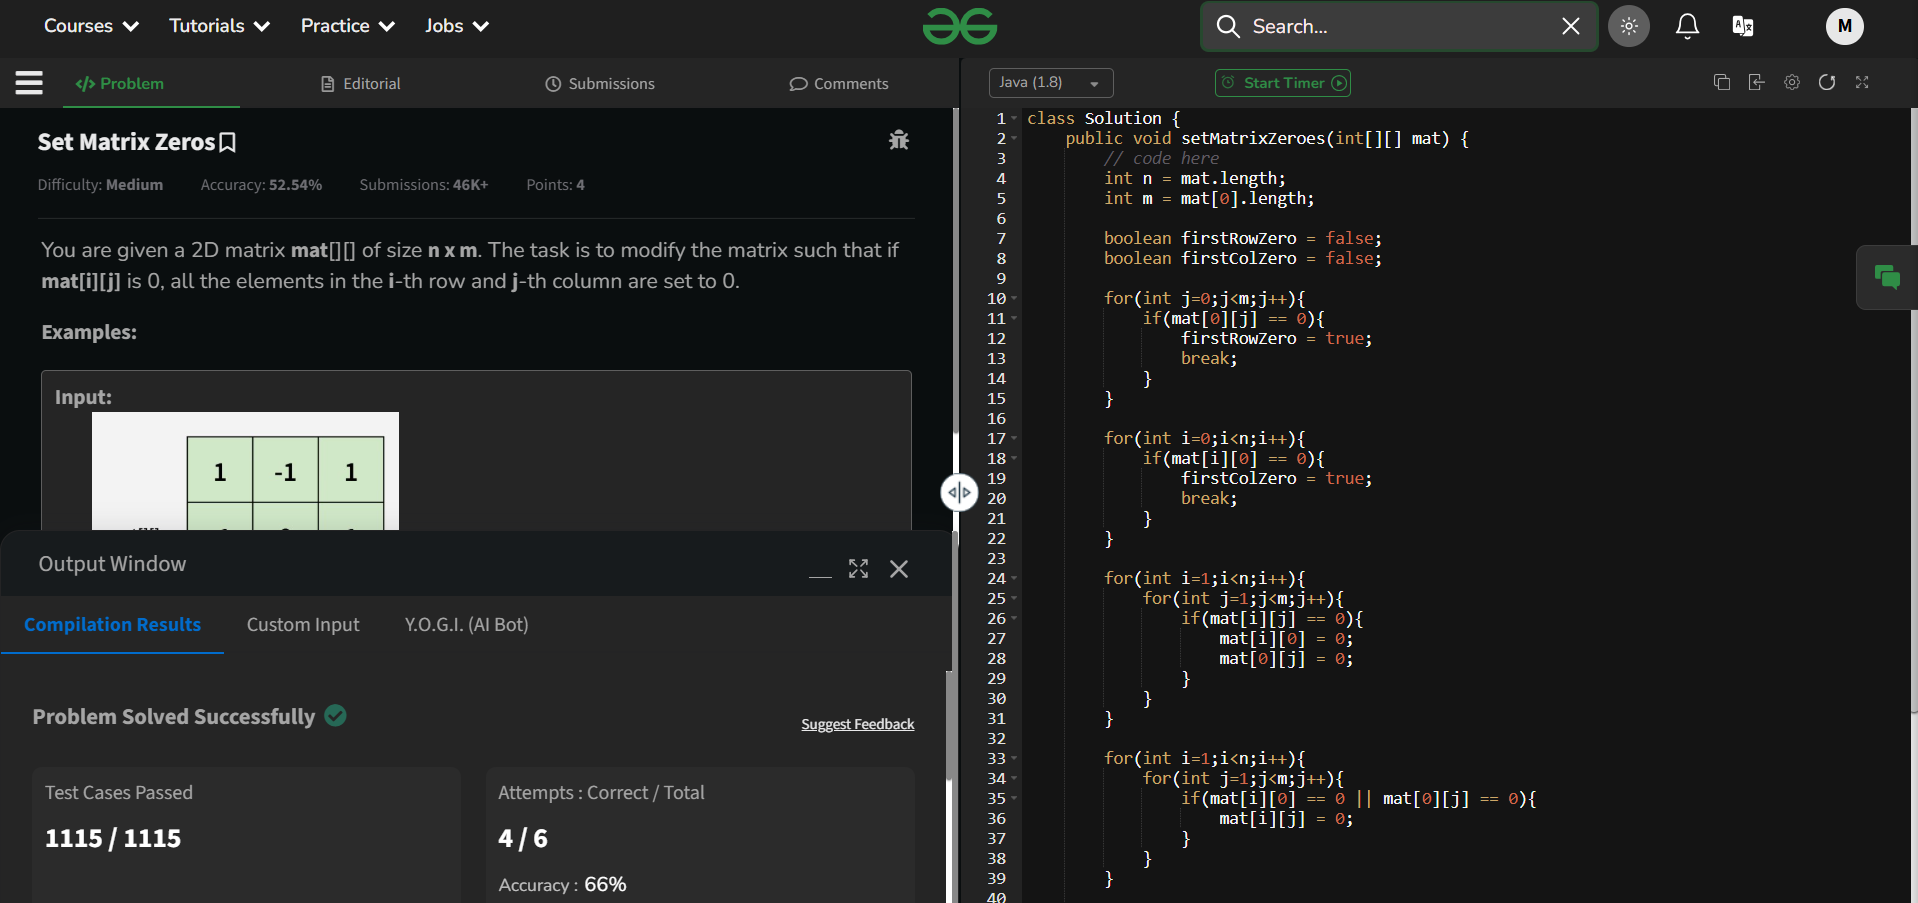 Courses Tutorials Practice Jobs Search... M
Problem Editorial Submissions Comments
Java (1.8) Start Timer
Set Matrix Zeros
Difficulty: Medium Accuracy: 52.54% Submissions: 46K+ Points: 4
You are given a 2D matrix mat[][] of size n x m. The task is to modify the matrix such that if
mat[i][j] is 0, all the elements in the i-th row and j-th column are set to 0.
Examples:
Input:
1 -1 1
Output Window
Compilation Results Custom Input Y.O.G.I. (AI Bot)
Problem Solved Successfully
Suggest Feedback
Test Cases Passed
1115 / 1115
Attempts : Correct / Total
4 / 6
Accuracy : 66%
1 class Solution {
2 public void setMatrixZeroes(int[][] mat) {
3 // code here
4 int n = mat.length;
5 int m = mat[0].length;
6
7 boolean firstRowZero = false;
8 boolean firstColZero = false;
9
10 for(int j=0;j<m;j++){
11 if(mat[0][j] == 0){
12 firstRowZero = true;
13 break;
14 }
15 }
16
17 for(int i=0;i<n;i++){
18 if(mat[i][0] == 0){
19 firstColZero = true;
20 break;
21 }
22 }
23
24 for(int i=1;i<n;i++){
25 for(int j=1;j<m;j++){
26 if(mat[i][j] == 0){
27 mat[i][0] = 0;
28 mat[0][j] = 0;
29 }
30 }
31 }
32
33 for(int i=1;i<n;i++){
34 for(int j=1;j<m;j++){
35 if(mat[i][0] == 0 || mat[0][j] == 0){
36 mat[i][j] = 0;
37 }
38 }
39 }
40